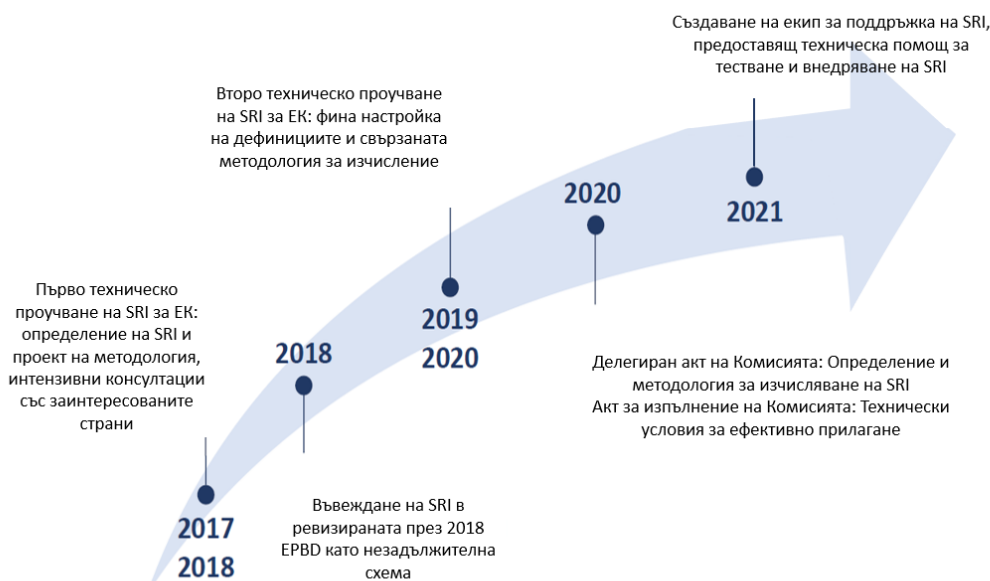 Създаване на екип за поддръжка на SRI,
предоставящ техническа помощ за
тестване и внедряване на SRI
Второ техническо проучване
на SRI за ЕК: фина настройка
на дефинициите и свързаната
методология за изчисление
2020
2021
Първо техническо
проучване на SRI за ЕК:
определение на SRI и
проект на методология,
интензивни консултации
със заинтересованите
страни
2018
2019
2020
Делегиран акт на Комисията: Определение и
методология за изчисляване на SRI
Акт за изпълнение на Комисията: Технически
условия за ефективно прилагане
2017
2018
Въвеждане на SRI в
ревизираната през 2018
EPBD като незадължителна
схема